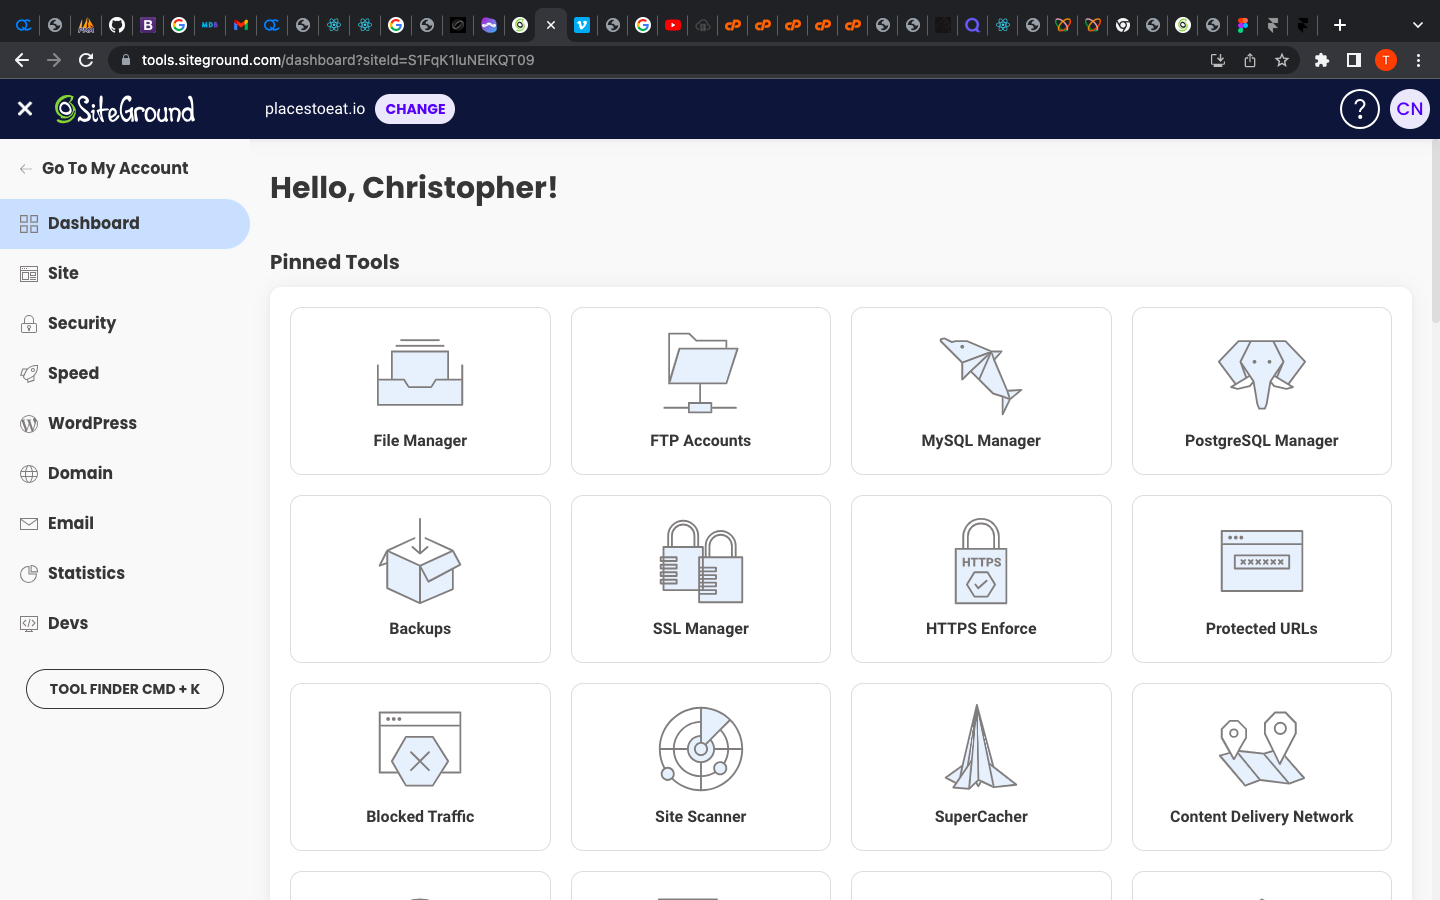 tools.siteground.com/dashboard?siteId=S1FqK1luNElKQT09
T
SiteGround
placestoeat.io
CHANGE
?
CN
Go To My Account
Dashboard
Site
Security
Speed
WordPress
Domain
Email
Statistics
Devs
TOOL FINDER CMD + K
Hello, Christopher!
Pinned Tools
File Manager
FTP Accounts
MySQL Manager
PostgreSQL Manager
Backups
SSL Manager
HTTPS
HTTPS Enforce
Protected URLs
Blocked Traffic
Site Scanner
SuperCacher
Content Delivery Network